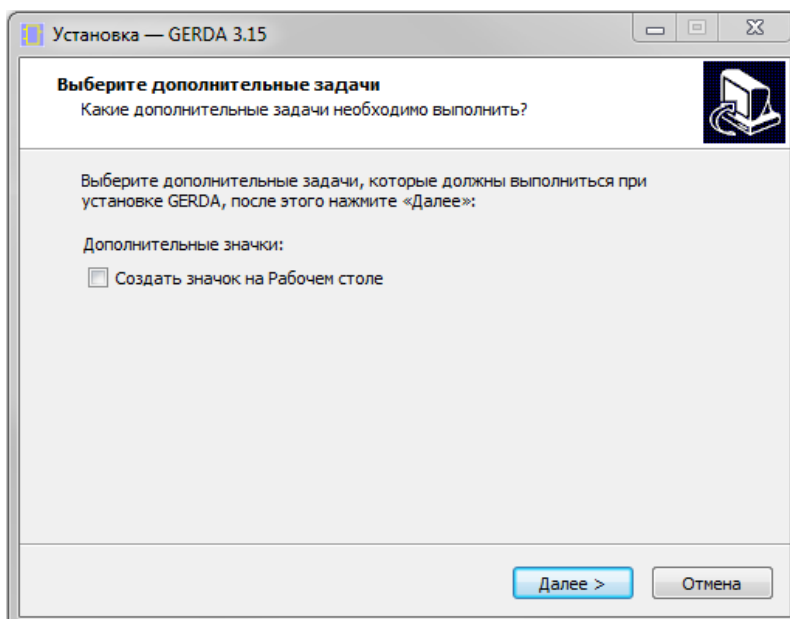 Установка — GERDA 3.15
Выберите дополнительные задачи
Какие дополнительные задачи необходимо выполнить?
Выберите дополнительные задачи, которые должны выполниться при
установке GERDA, после этого нажмите «Далее»:
Дополнительные значки:
Создать значок на Рабочем столе
Далее > Отмена